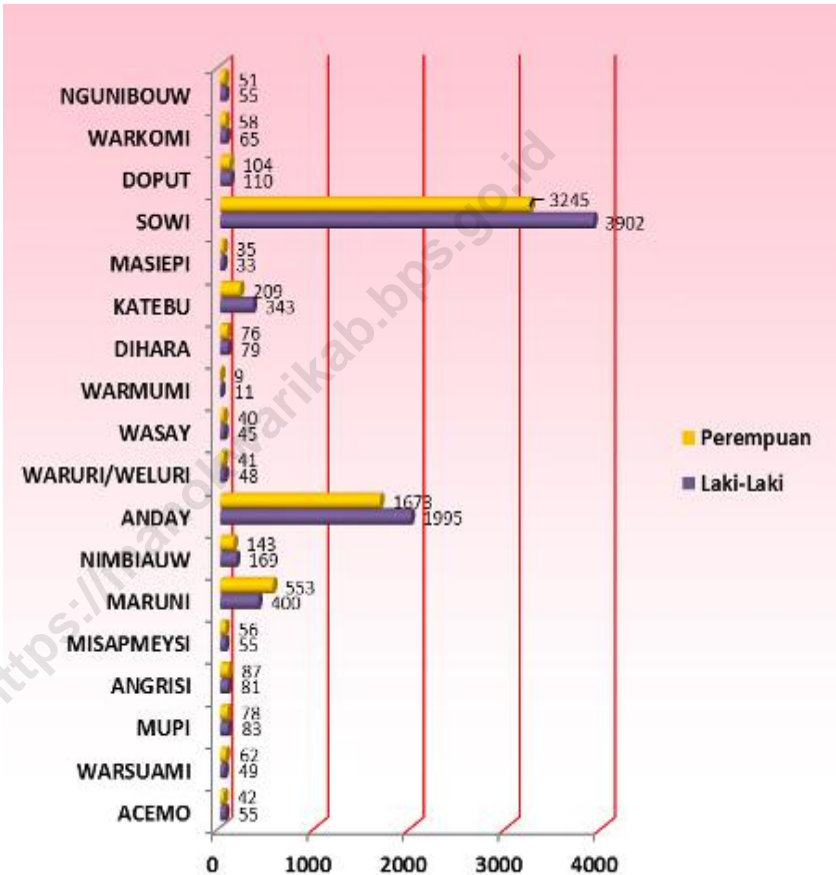 NGUNIBOUW 51
55
WARKOMI 58
65
DOPUT 104
110
SOWI 3245
3902
MASIEPI 35
33
KATEBU 209
343
DIHARA 76
79
WARMUMI 9
11
WASAY 40
45
WARURI/WELURI 41
48
ANDAY 1673
1995
NIMBIAUW 143
169
MARUNI 553
400
MISAPMEYSI 56
55
ANGRISI 87
81
MUPI 78
83
WARSUAMI 62
49
ACEMO 42
55
0 1000 2000 3000 4000
Perempuan
Laki-Laki